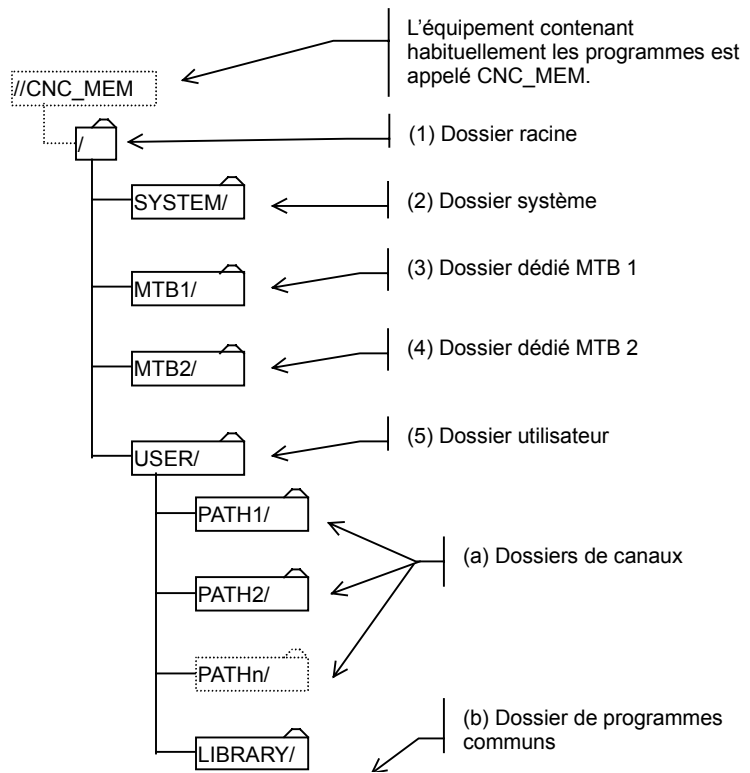 L'équipement contenant
habituellement les programmes est
appelé CNC_MEM.
//CNC_MEM
/
(1) Dossier racine
SYSTEM/
(2) Dossier système
MTB1/
(3) Dossier dédié MTB 1
MTB2/
(4) Dossier dédié MTB 2
USER/
(5) Dossier utilisateur
PATH1/
(a) Dossiers de canaux
PATH2/
PATHn/
(b) Dossier de programmes
communs
LIBRARY/